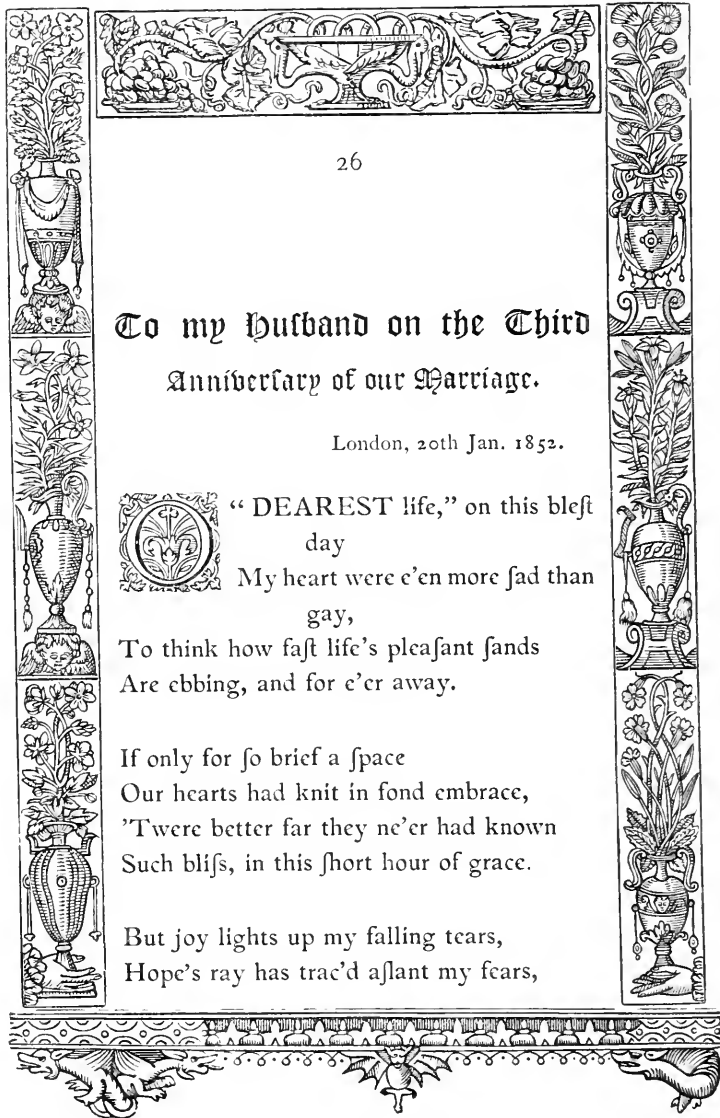 26
To my Huſband on the Third
Anniverſary of our Marriage.
London, 20th Jan. 1852.
O “ DEAREST life,” on this bleſt
day
My heart were e’en more ſad than
gay,
To think how faſt life’s pleaſant ſands
Are ebbing, and for e’er away.
If only for ſo brief a ſpace
Our hearts had knit in fond embrace,
’Twere better far they ne’er had known
Such bliſs, in this ſhort hour of grace.
But joy lights up my falling tears,
Hope’s ray has trac’d aſlant my fears,